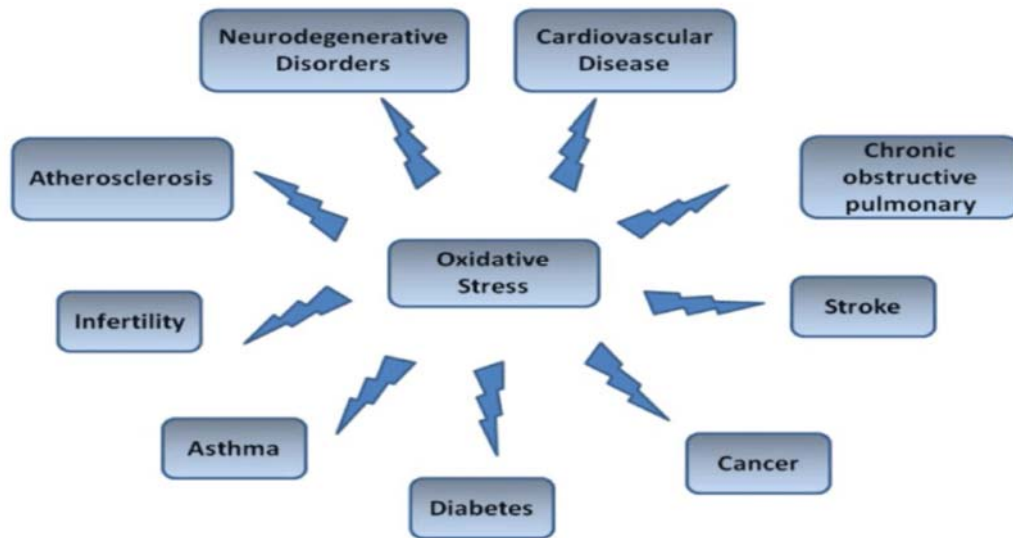 Neurodegenerative
Disorders
Cardiovascular
Disease
Atherosclerosis
Chronic
obstructive
pulmonary
Oxidative
Stress
Infertility
Stroke
Asthma
Cancer
Diabetes